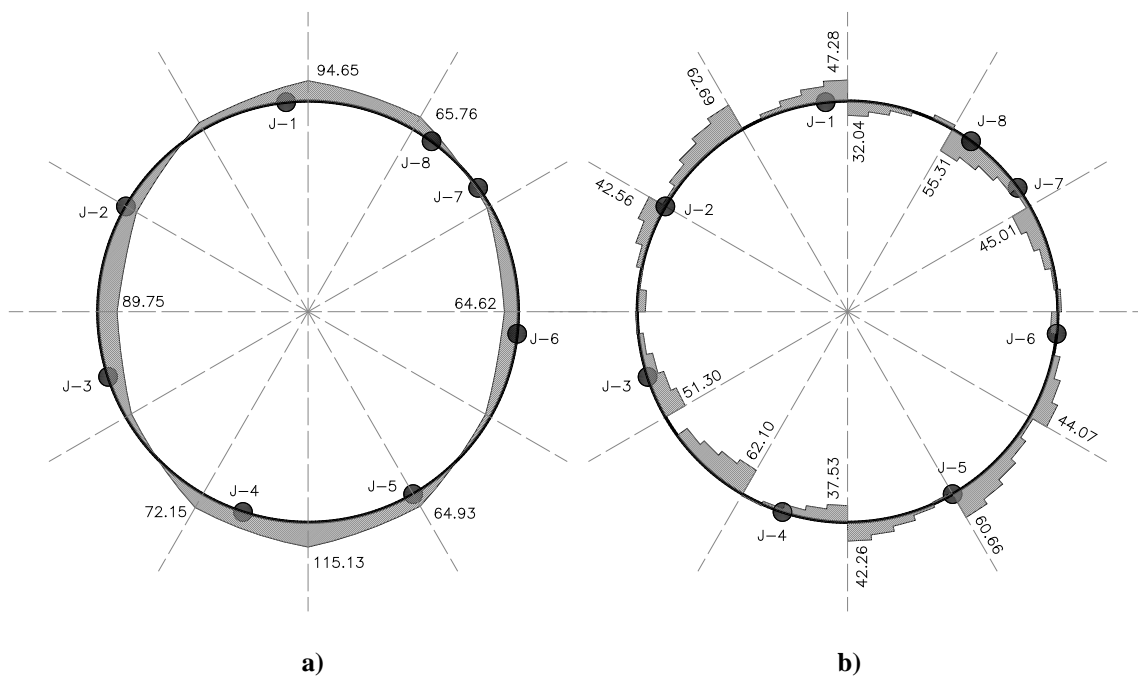 94.65
J-1
65.76
J-8
J-7
J-2
89.75
64.62
J-6
J-3
J-4
J-5
72.15
64.93
115.13
a)
47.28
62.69
J-1
32.04
J-8
55.31
J-7
42.56
J-2
45.01
J-6
J-3
51.30
44.07
62.10
J-5
37.53
J-4
60.66
42.26
b)